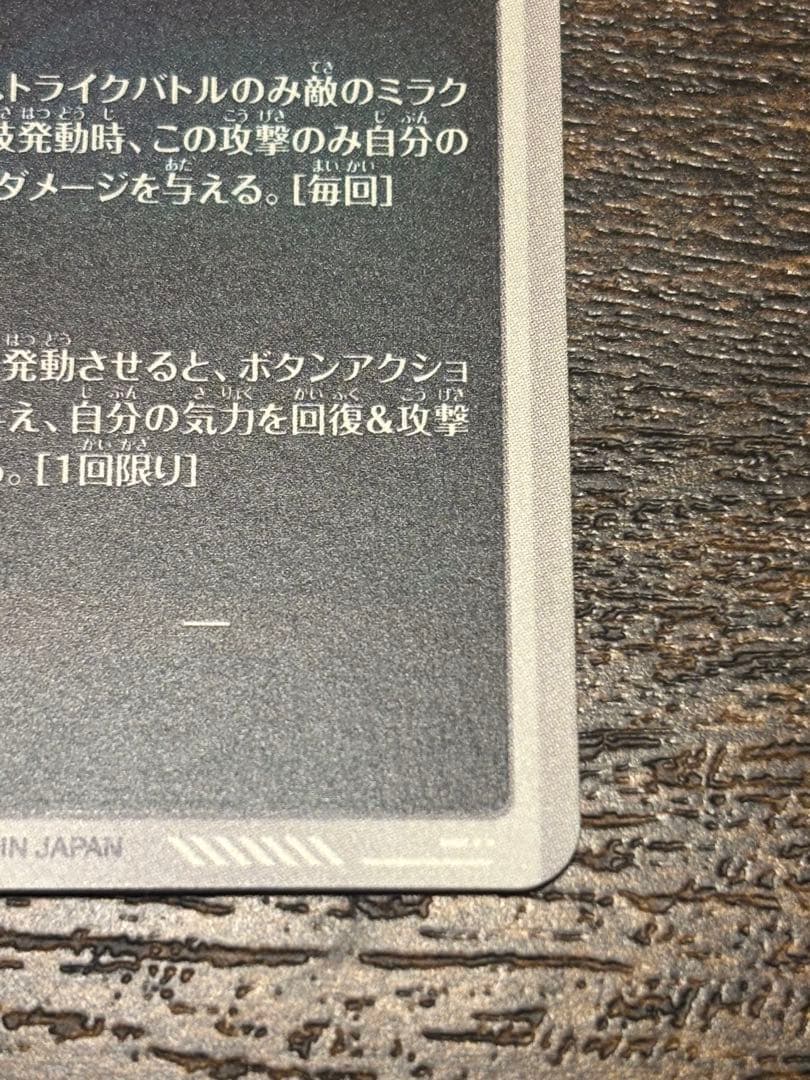 トライクバトルのみ敵のミラク
技発動時、この攻撃のみ自分の
ダメージを与える。[毎回]
発動させると、ボタンアクショ
え、自分の気力を回復&攻撃
。[1回限り]
—
IN JAPAN